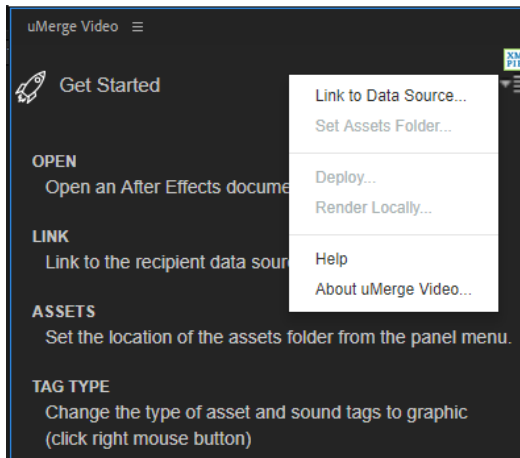 uMerge Video
Get Started
XM
PIE
Link to Data Source...
Set Assets Folder...
Deploy...
Render Locally...
Help
About uMerge Video...
OPEN
Open an After Effects docume
LINK
Link to the recipient data sour
ASSETS
Set the location of the assets folder from the panel menu.
TAG TYPE
Change the type of asset and sound tags to graphic
(click right mouse button)